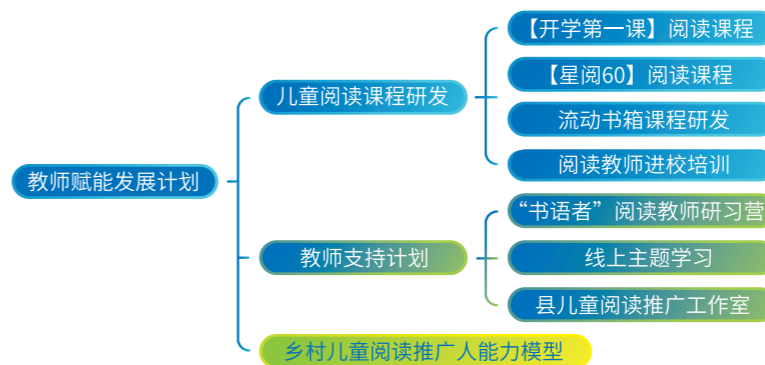 教师赋能发展计划
儿童阅读课程研发
【开学第一课】阅读课程
【星阅60】阅读课程
流动书箱课程研发
阅读教师进校培训
教师支持计划
“书语者”阅读教师研习营
线上主题学习
县儿童阅读推广工作室
乡村儿童阅读推广人能力模型